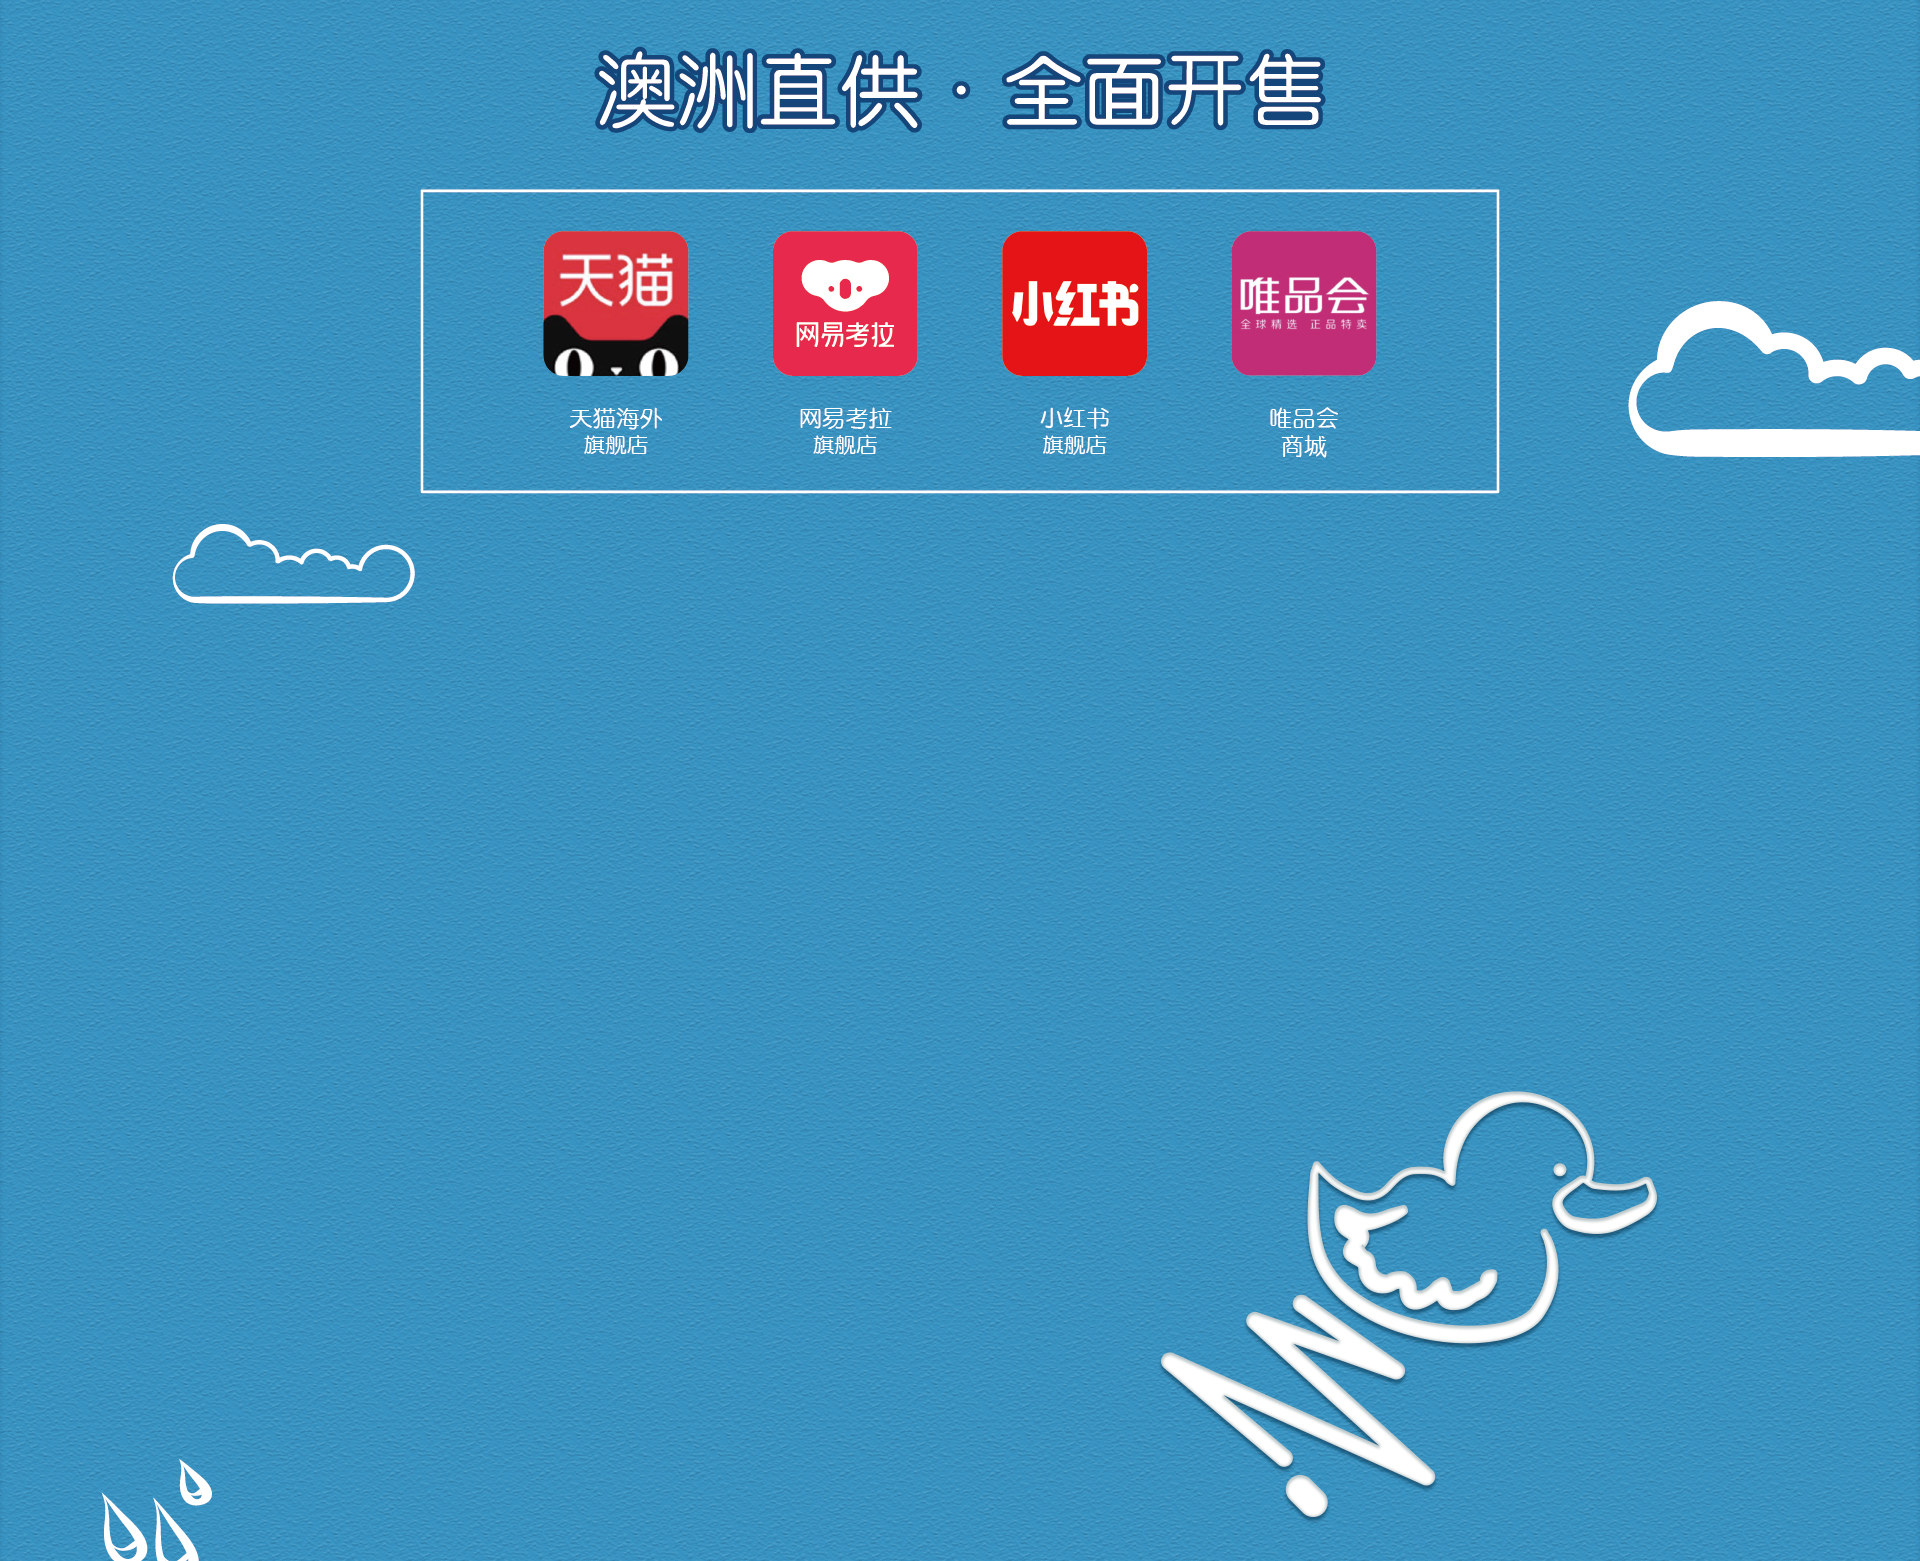 澳洲直供·全面开售
天猫
网易考拉
小红书
唯品会
全球精选 正品特卖
天猫海外
旗舰店
网易考拉
旗舰店
小红书
旗舰店
唯品会
商城